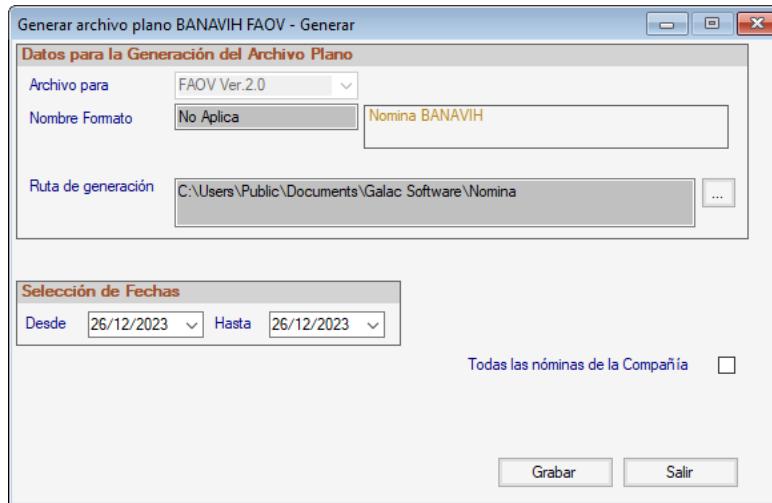 Generar archivo plano BANAVIH FAOV - Generar
Datos para la Generación del Archivo Plano
Archivo para FAOV Ver.2.0
Nombre Formato No Aplica Nomina BANAVIH
Ruta de generación C:\Users\Public\Documents\Galac Software\Nomina ...
Selección de Fechas
Desde 26/12/2023 Hasta 26/12/2023
Todas las nóminas de la Compañía
Grabar Salir